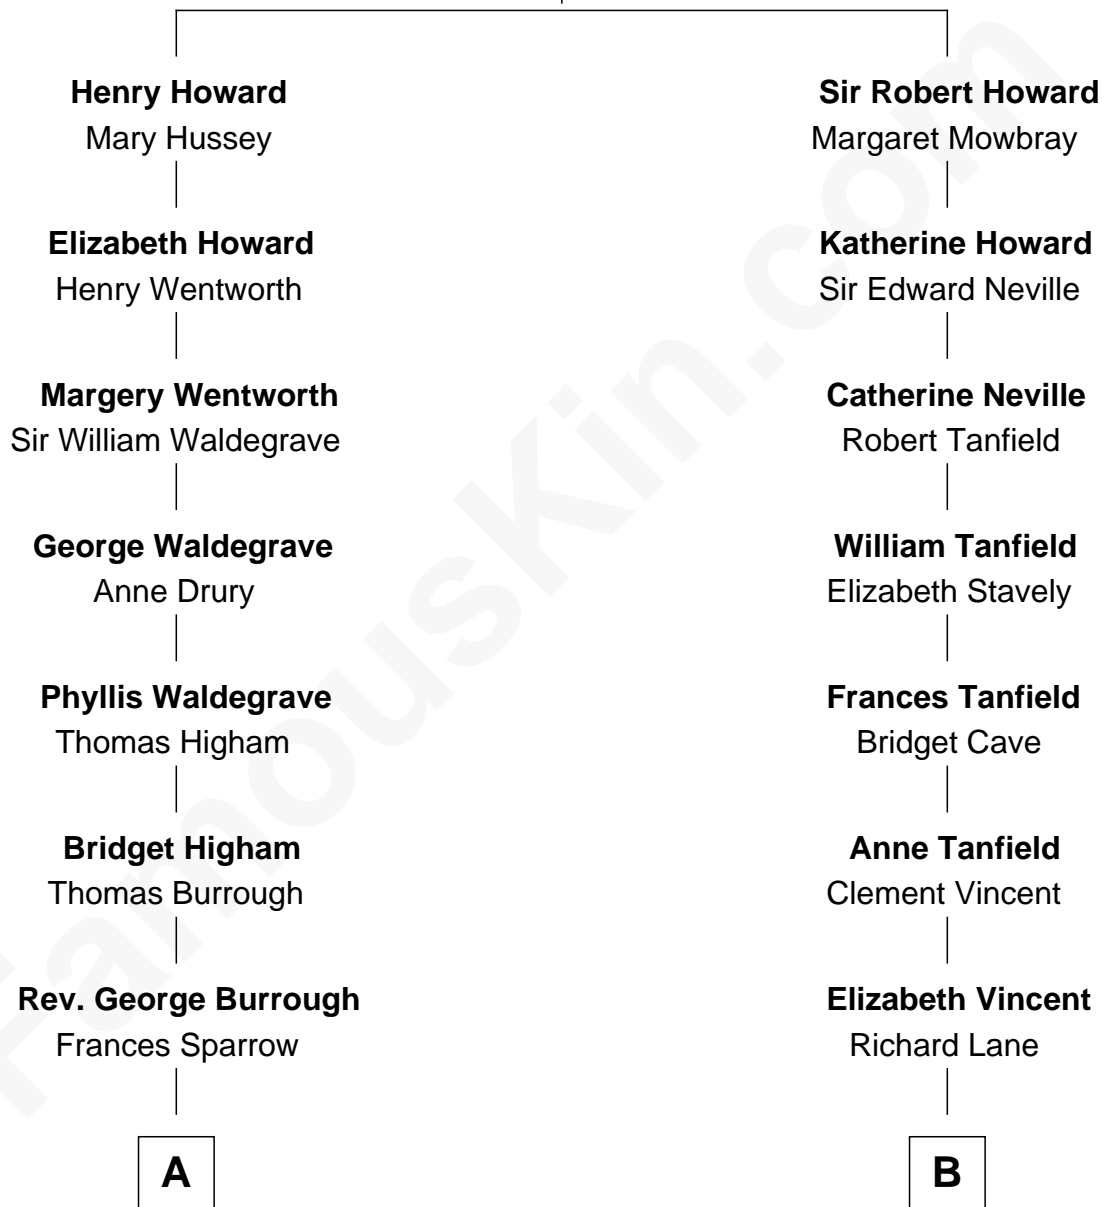 Henry Howard
Mary Hussey
Elizabeth Howard
Henry Wentworth
Margery Wentworth
Sir William Waldegrave
George Waldegrave
Anne Drury
Phyllis Waldegrave
Thomas Higham
Bridget Higham
Thomas Burrough
Rev. George Burrough
Frances Sparrow
A
Sir Robert Howard
Margaret Mowbray
Katherine Howard
Sir Edward Neville
Catherine Neville
Robert Tanfield
William Tanfield
Elizabeth Stavely
Frances Tanfield
Bridget Cave
Anne Tanfield
Clement Vincent
Elizabeth Vincent
Richard Lane
B
FamousKin.com